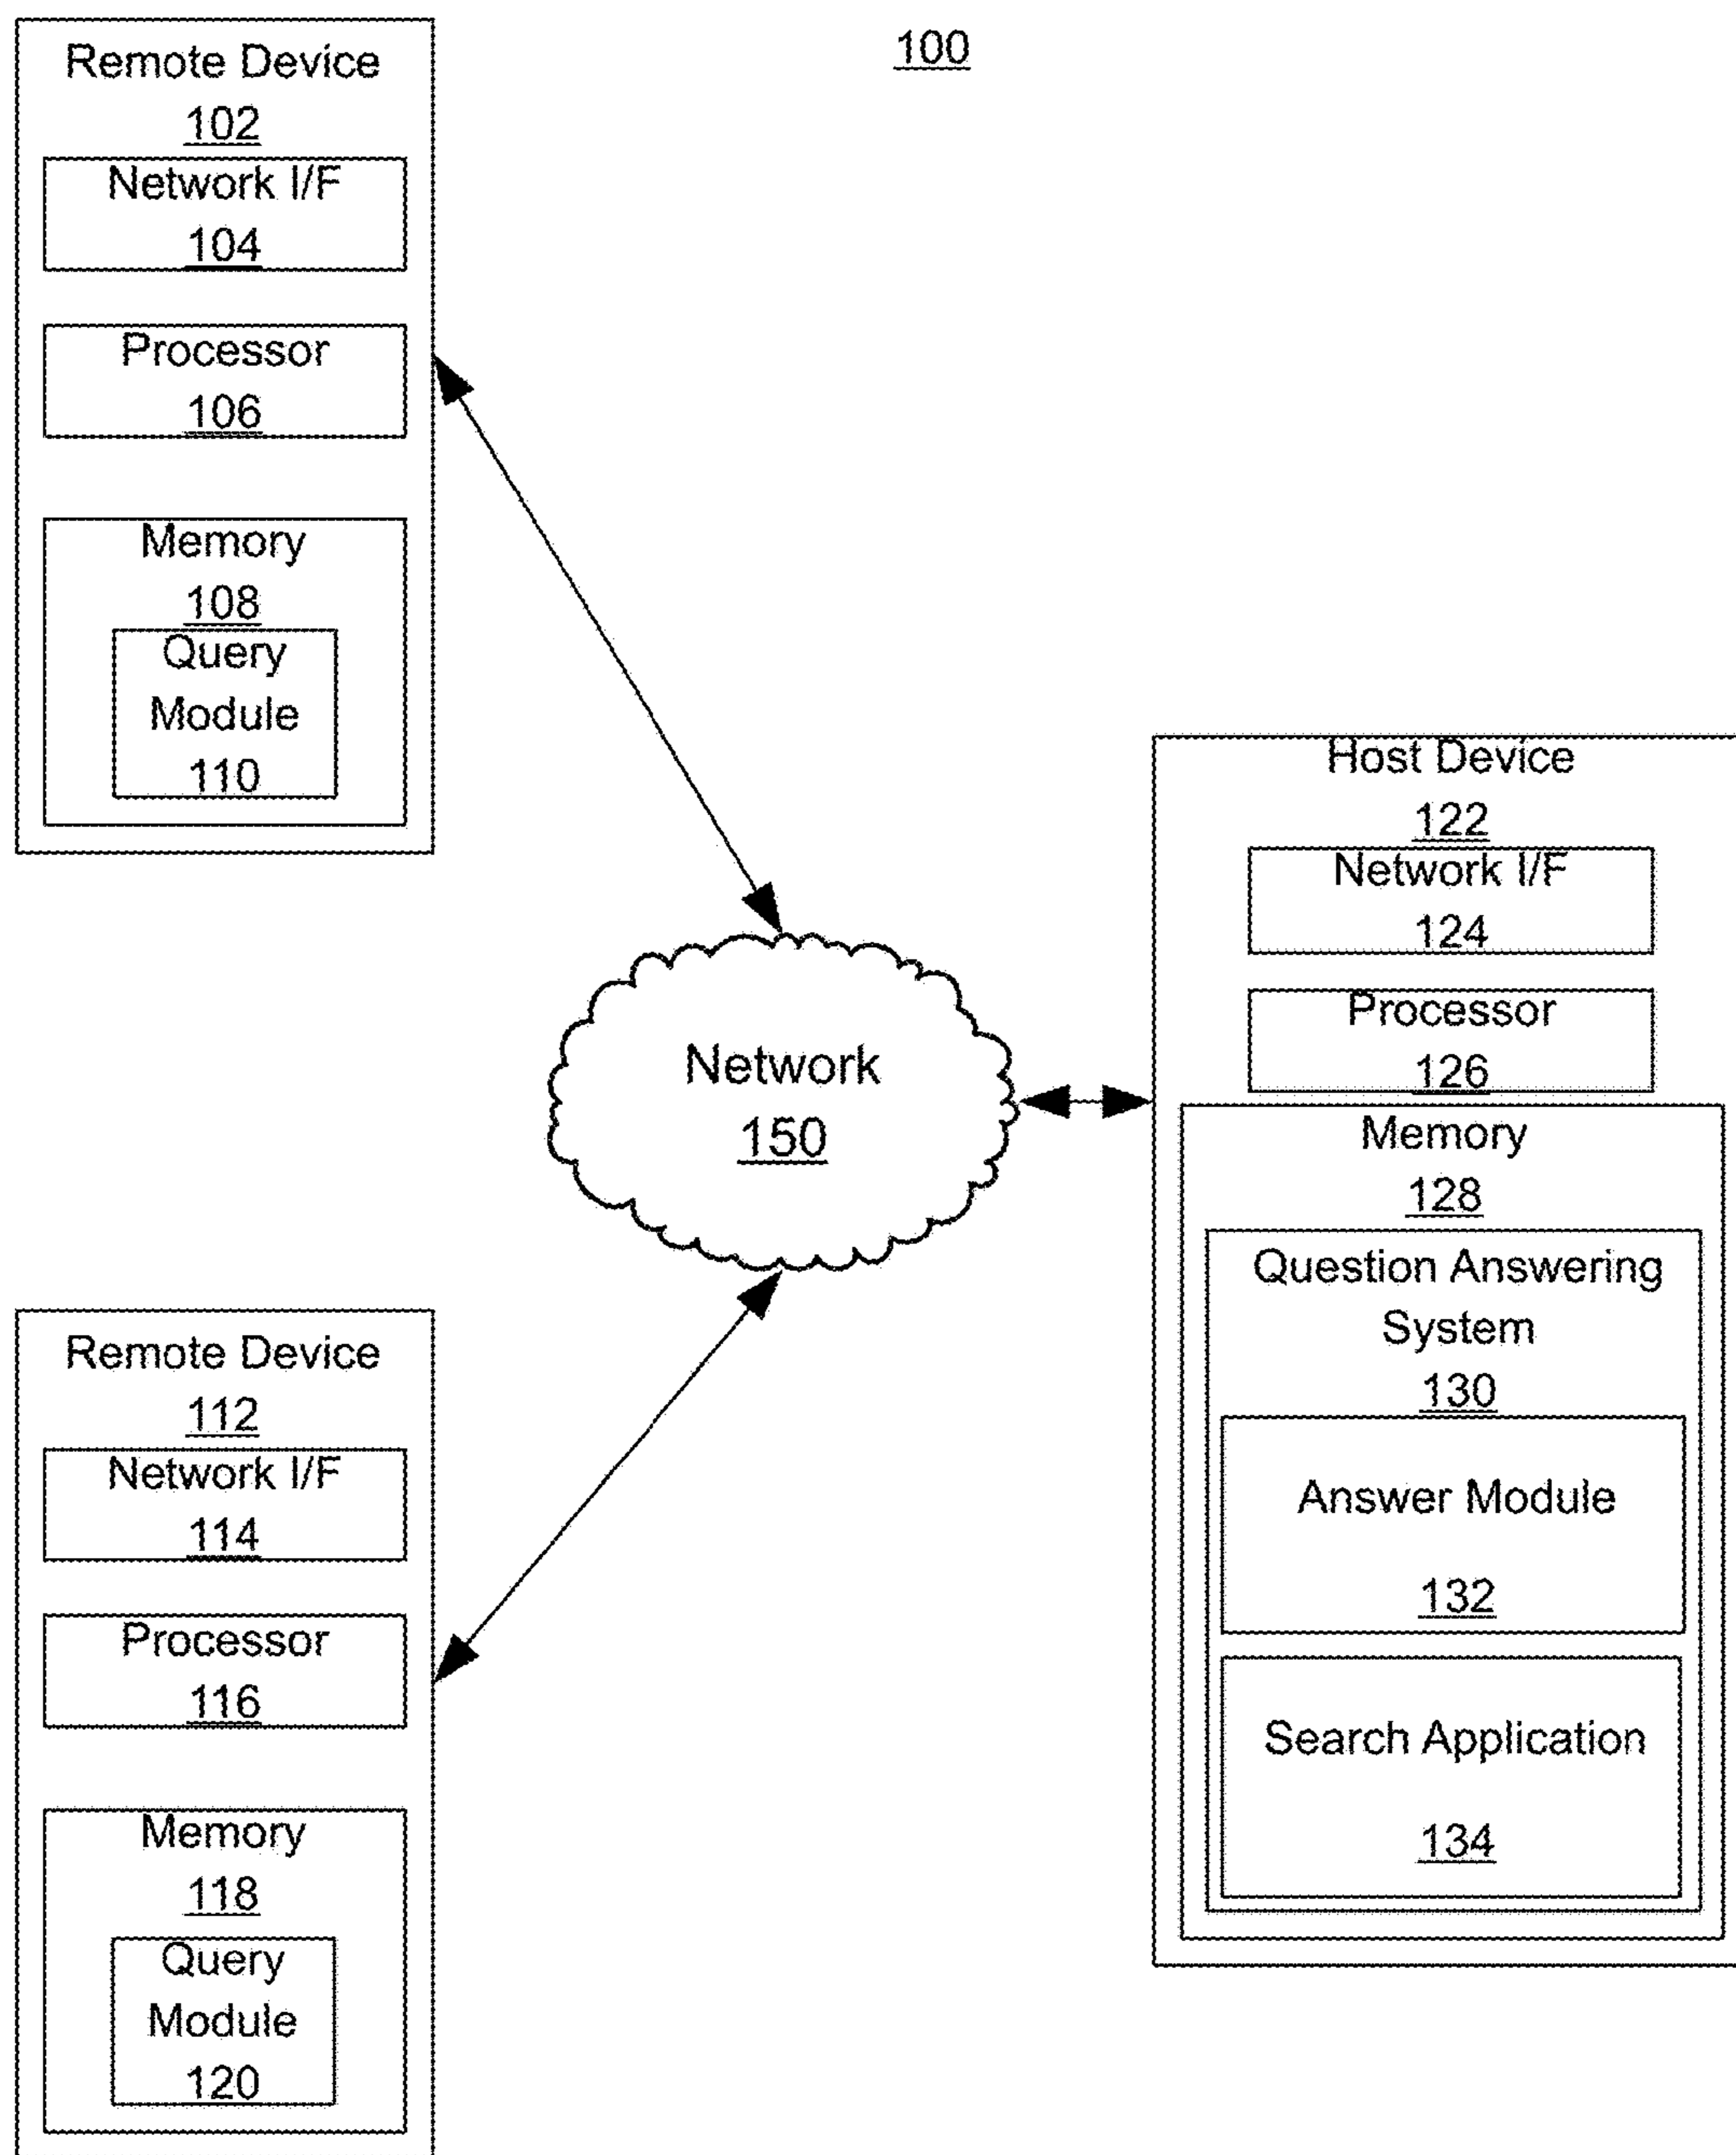 100
Remote Device
102
Network I/F
104
Processor
106
Memory
108
Query
Module
110
Network
150
Remote Device
112
Network I/F
114
Processor
116
Memory
118
Query
Module
120
Host Device
122
Network I/F
124
Processor
126
Memory
128
Question Answering
System
130
Answer Module
132
Search Application
134